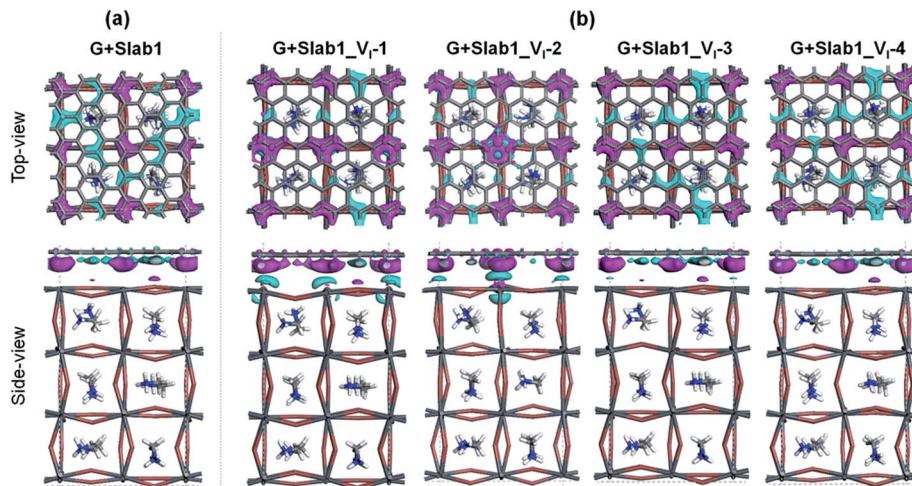 (a)
(b)
G+Slab1
G+Slab1_VI-1
G+Slab1_VI-2
G+Slab1_VI-3
G+Slab1_VI-4
Top-view
Side-view